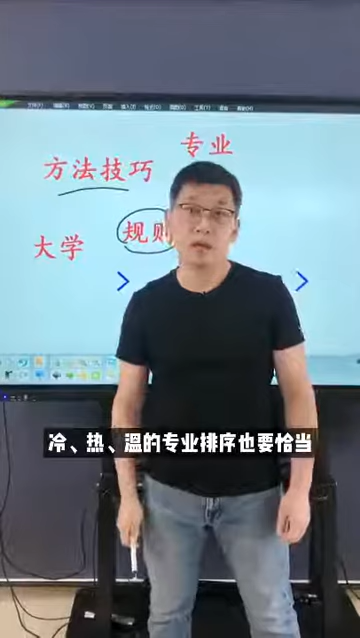 专业
方法技巧
规则
大学
>
>
冷、热、温的专业排序也要恰当